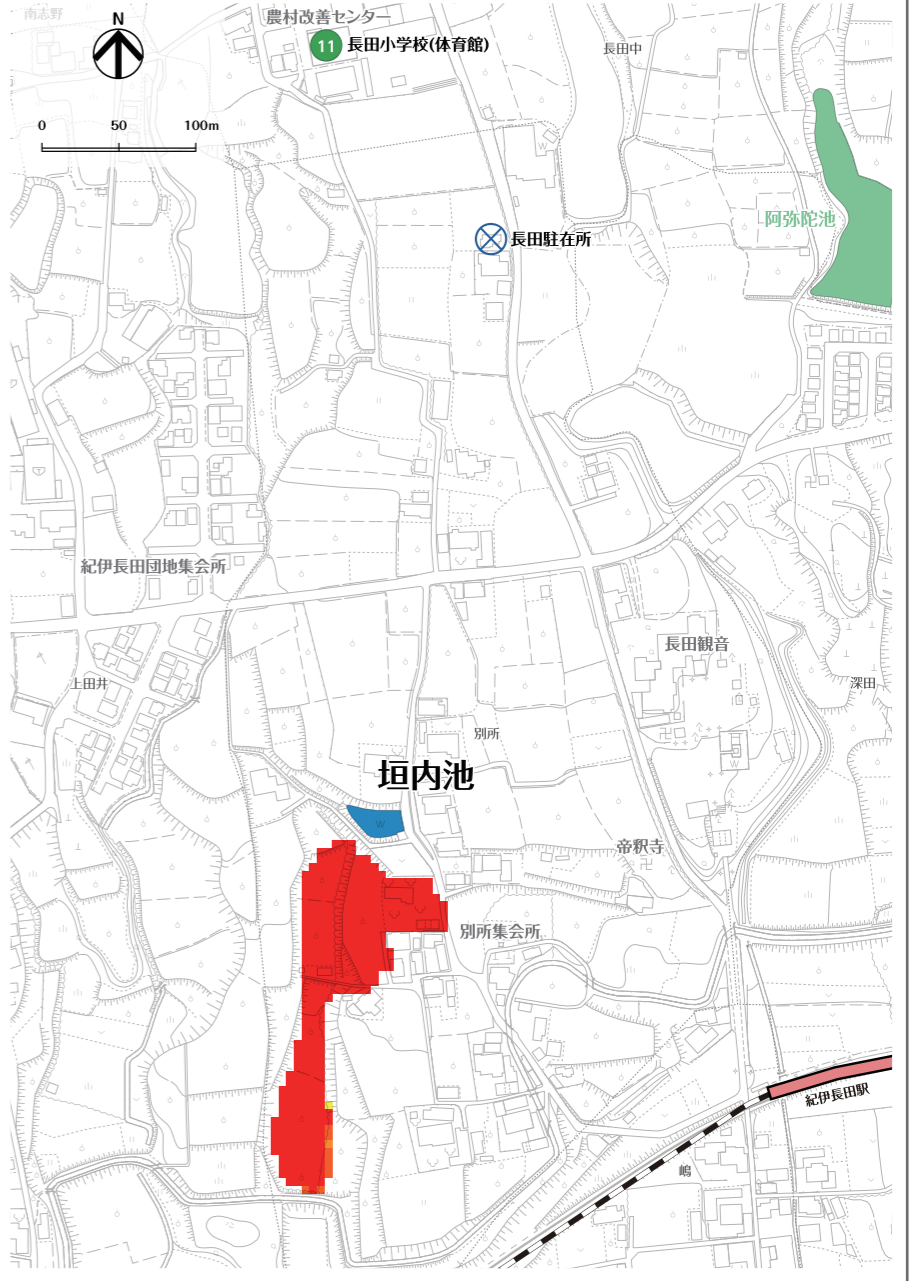 南志野
農村改善センター
N
11 長田小学校(体育館)
長田中
0 50 100m
阿弥陀池
長田駐在所
紀伊長田団地集会所
長田観音
上田井
深田
別所
垣内池
W
帝釈寺
別所集会所
紀伊長田駅
嶋